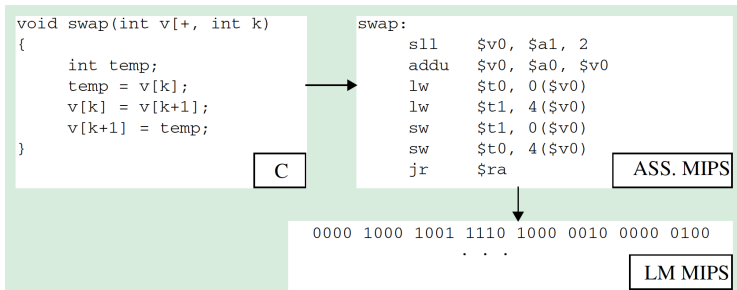 void swap(int v[+, int k)
{
int temp;
temp = v[k];
v[k] = v[k+1];
v[k+1] = temp;
}
C
swap:
sll $v0, $a1, 2
addu $v0, $a0, $v0
lw $t0, 0($v0)
lw $t1, 4($v0)
sw $t1, 0($v0)
sw $t0, 4($v0)
jr $ra
ASS. MIPS
0000 1000 1001 1110 1000 0010 0000 0100
. . .
LM MIPS